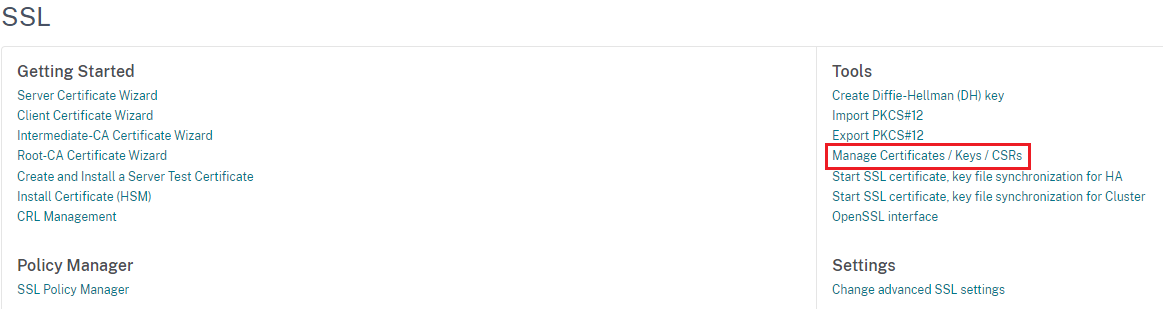 SSL
Getting Started
Server Certificate Wizard
Client Certificate Wizard
Intermediate-CA Certificate Wizard
Root-CA Certificate Wizard
Create and Install a Server Test Certificate
Install Certificate (HSM)
CRL Management
Policy Manager
SSL Policy Manager
Tools
Create Diffie-Hellman (DH) key
Import PKCS#12
Export PKCS#12
Manage Certificates / Keys / CSRs
Start SSL certificate, key file synchronization for HA
Start SSL certificate, key file synchronization for Cluster
OpenSSL interface
Settings
Change advanced SSL settings